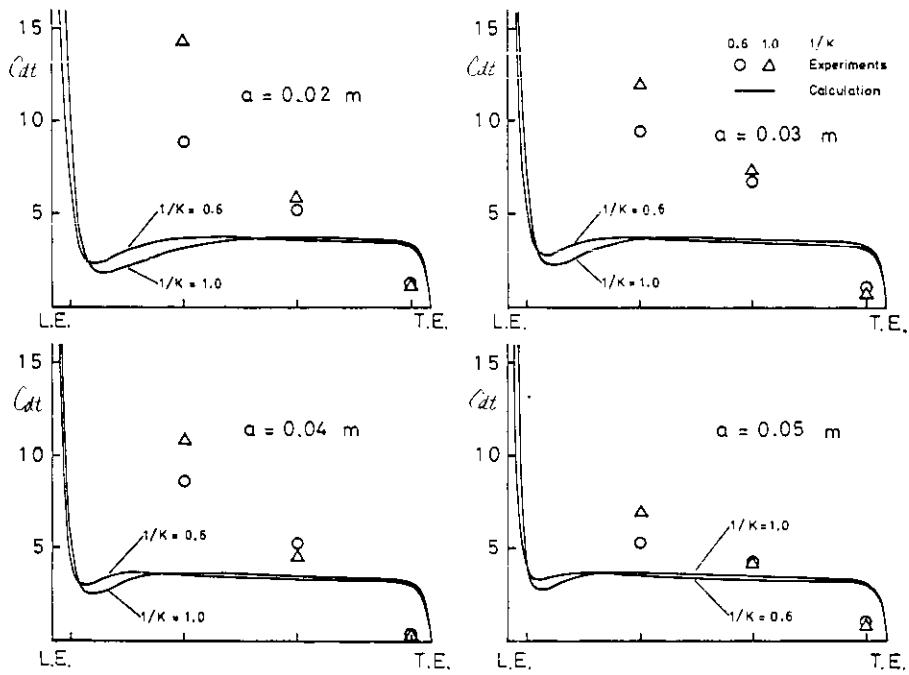 15
Cdt
10
5
a = 0.02 m
1/K = 0.6
1/K = 1.0
L.E.
T.E.
15
Cdt
10
5
0.6 1.0 1/K
Experiments
Calculation
a = 0.03 m
1/K = 0.6
1/K = 1.0
L.E.
T.E.
15
Cdt
10
5
a = 0.04 m
1/K = 0.6
1/K = 1.0
L.E.
T.E.
15
Cdt
10
5
a = 0.05 m
1/K = 1.0
1/K = 0.6
L.E.
T.E.